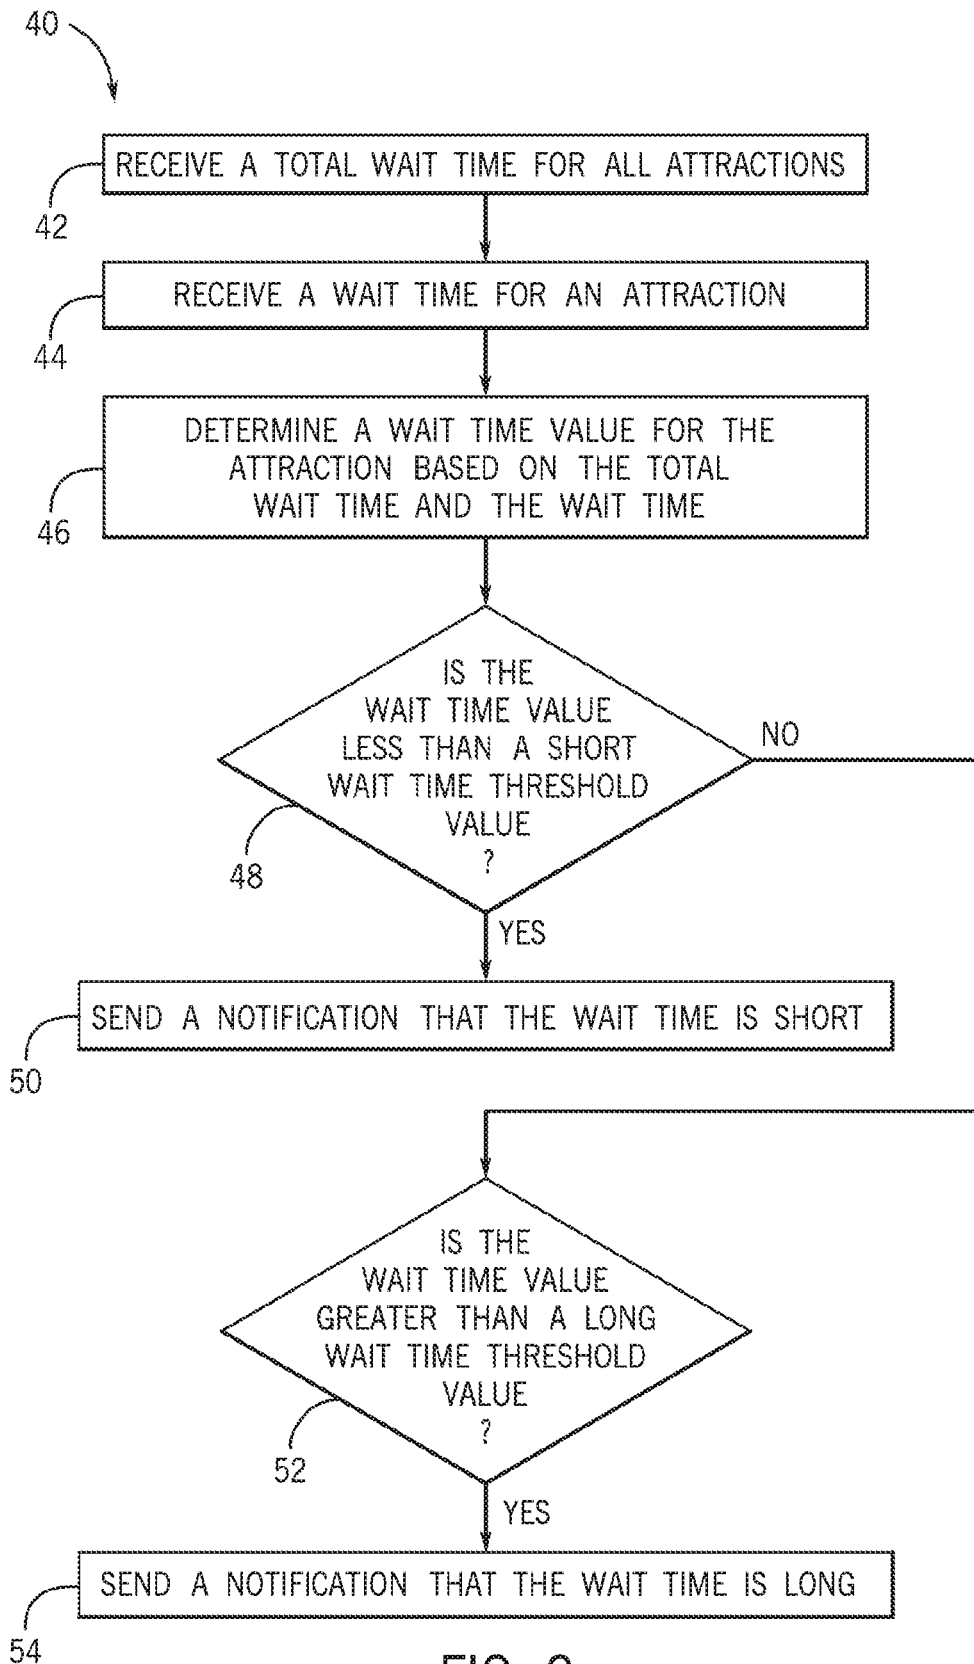 40
RECEIVE A TOTAL WAIT TIME FOR ALL ATTRACTIONS
42
RECEIVE A WAIT TIME FOR AN ATTRACTION
44
DETERMINE A WAIT TIME VALUE FOR THE
ATTRACTION BASED ON THE TOTAL
WAIT TIME AND THE WAIT TIME
46
IS THE
WAIT TIME VALUE
LESS THAN A SHORT
WAIT TIME THRESHOLD
VALUE
?
NO
48
YES
SEND A NOTIFICATION THAT THE WAIT TIME IS SHORT
50
IS THE
WAIT TIME VALUE
GREATER THAN A LONG
WAIT TIME THRESHOLD
VALUE
?
52
YES
SEND A NOTIFICATION THAT THE WAIT TIME IS LONG
54
FIG.